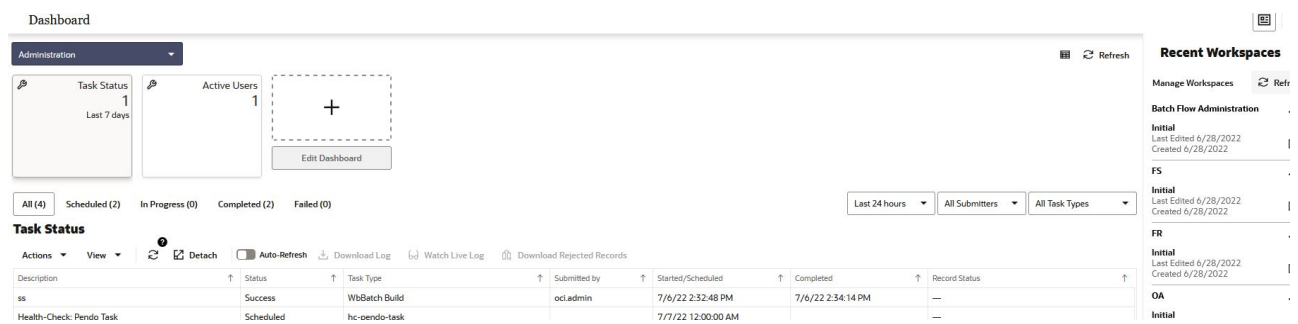 Dashboard
Administration
Refresh
Task Status
1
Last 7 days
Active Users
1
+
Edit Dashboard
All (4) Scheduled (2) In Progress (0) Completed (2) Failed (0)
Last 24 hours All Submitters All Task Types
Task Status
Actions View Detach Auto-Refresh Download Log Watch Live Log Download Rejected Records
Description Status Task Type Submitted by Started/Scheduled Completed Record Status
ss Success WbBatch Build oci.admin 7/6/22 2:32:48 PM 7/6/22 2:34:14 PM —
Health-Check: Pendo Task Scheduled hc-pendo-task 7/7/22 12:00:00 AM —
Recent Workspaces
Manage Workspaces Refr
Batch Flow Administration
Initial
Last Edited 6/28/2022
Created 6/28/2022
FS
Initial
Last Edited 6/28/2022
Created 6/28/2022
FR
Initial
Last Edited 6/28/2022
Created 6/28/2022
OA
Initial